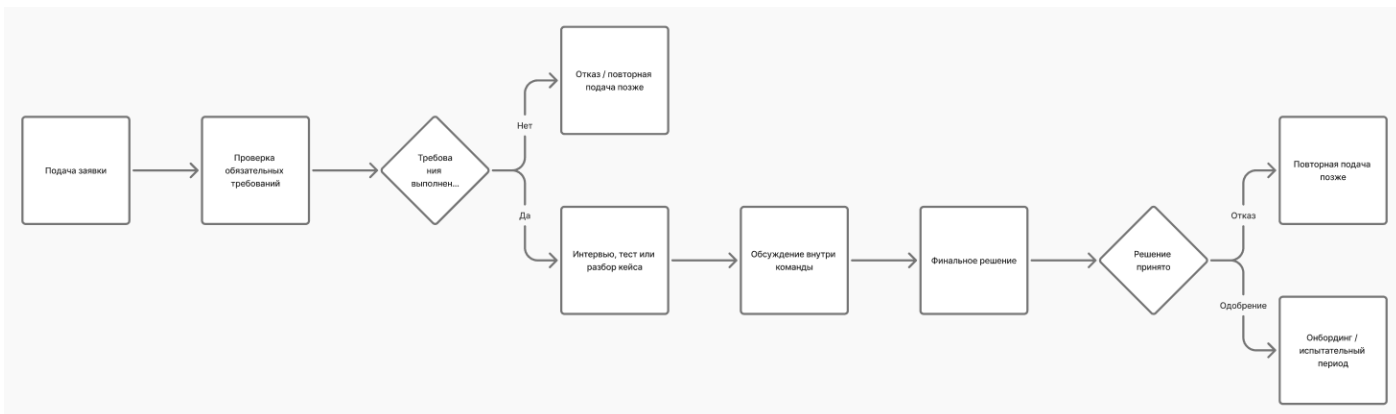 Подача заявки
Проверка
обязательных
требований
Требова
ния
выполнен...
Нет
Отказ / повторная
подача позже
Да
Интервью, тест или
разбор кейса
Обсуждение внутри
команды
Финальное решение
Решение
принято
Отказ
Повторная подача
позже
Одобрение
Онбординг /
испытательный
период